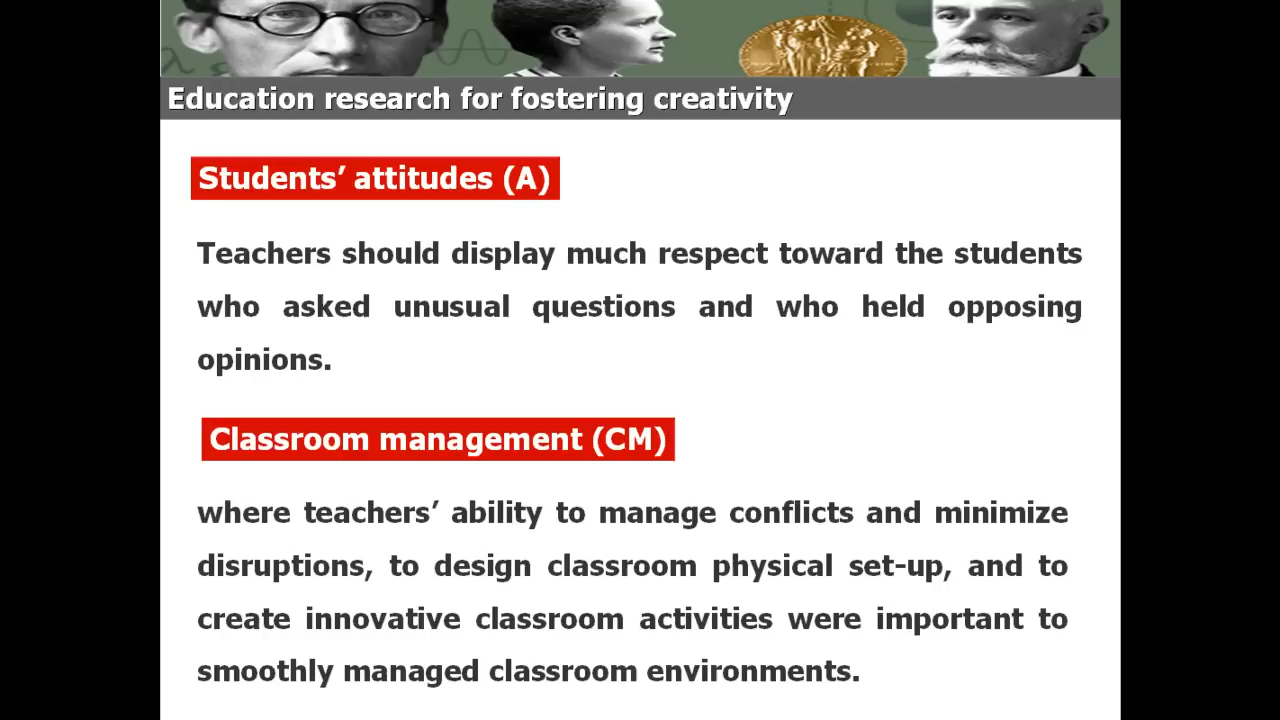 Education research for fostering creativity
Students’ attitudes (A)
Teachers should display much respect toward the students
who asked unusual questions and who held opposing
opinions.
Classroom management (CM)
where teachers’ ability to manage conflicts and minimize
disruptions, to design classroom physical set-up, and to
create innovative classroom activities were important to
smoothly managed classroom environments.